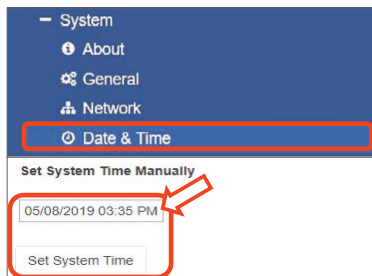 System
About
General
Network
Date & Time
Set System Time Manually
05/08/2019 03:35 PM
Set System Time